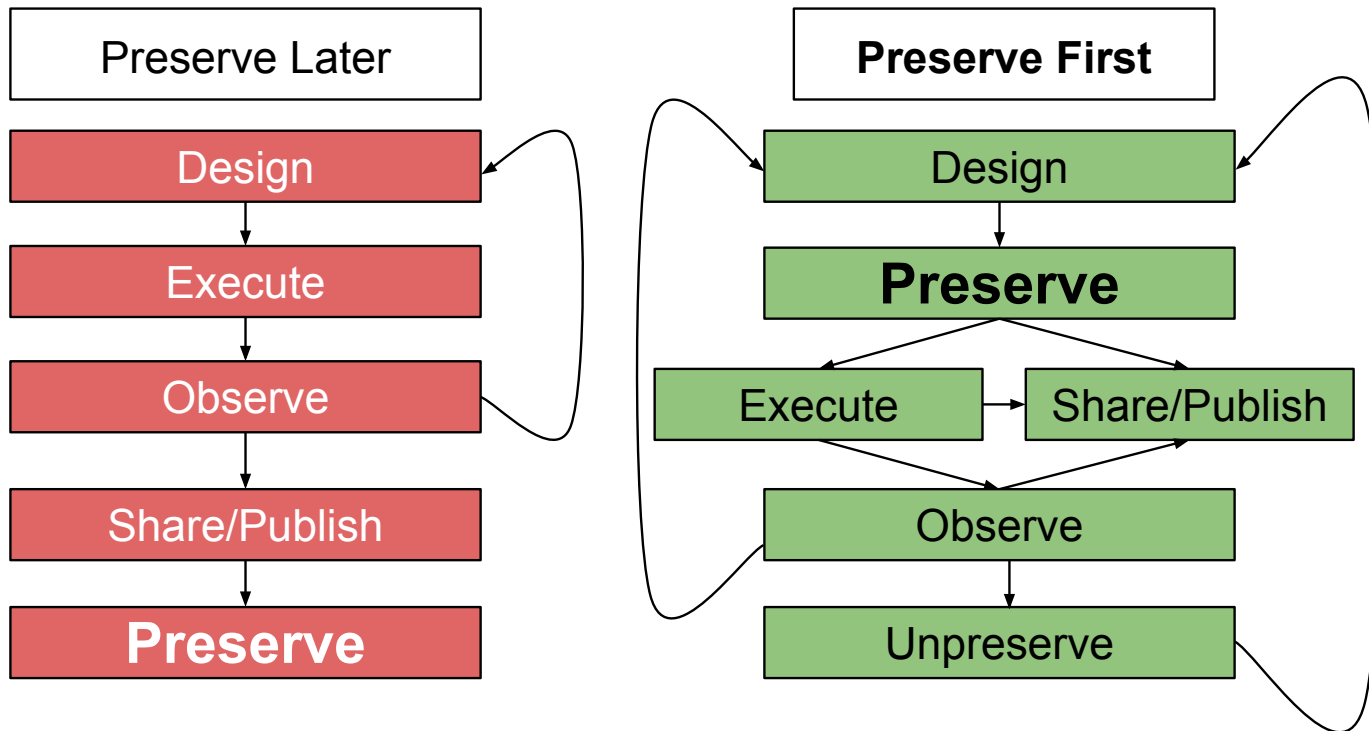 Preserve Later
Design
Execute
Observe
Share/Publish
Preserve
Preserve First
Design
Preserve
Execute
Share/Publish
Observe
Unpreserve